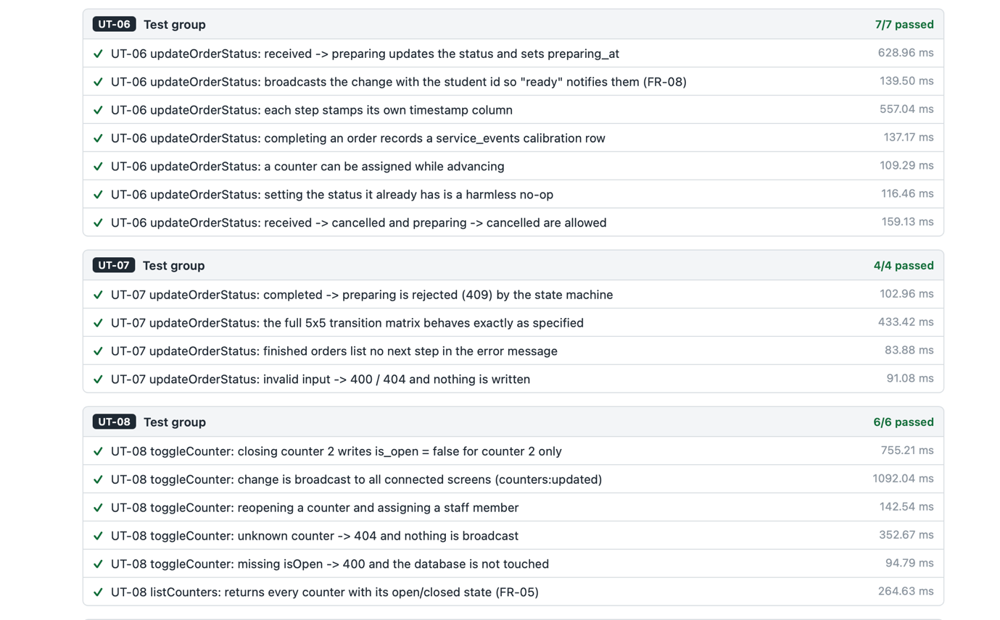 UT-06 Test group 7/7 passed
✓ UT-06 updateOrderStatus: received -> preparing updates the status and sets preparing_at 628.96 ms
✓ UT-06 updateOrderStatus: broadcasts the change with the student id so "ready" notifies them (FR-08) 139.50 ms
✓ UT-06 updateOrderStatus: each step stamps its own timestamp column 557.04 ms
✓ UT-06 updateOrderStatus: completing an order records a service_events calibration row 137.17 ms
✓ UT-06 updateOrderStatus: a counter can be assigned while advancing 109.29 ms
✓ UT-06 updateOrderStatus: setting the status it already has is a harmless no-op 116.46 ms
✓ UT-06 updateOrderStatus: received -> cancelled and preparing -> cancelled are allowed 159.13 ms
UT-07 Test group 4/4 passed
✓ UT-07 updateOrderStatus: completed -> preparing is rejected (409) by the state machine 102.96 ms
✓ UT-07 updateOrderStatus: the full 5x5 transition matrix behaves exactly as specified 433.42 ms
✓ UT-07 updateOrderStatus: finished orders list no next step in the error message 83.88 ms
✓ UT-07 updateOrderStatus: invalid input -> 400 / 404 and nothing is written 91.08 ms
UT-08 Test group 6/6 passed
✓ UT-08 toggleCounter: closing counter 2 writes is_open = false for counter 2 only 755.21 ms
✓ UT-08 toggleCounter: change is broadcast to all connected screens (counters:updated) 1092.04 ms
✓ UT-08 toggleCounter: reopening a counter and assigning a staff member 142.54 ms
✓ UT-08 toggleCounter: unknown counter -> 404 and nothing is broadcast 352.67 ms
✓ UT-08 toggleCounter: missing isOpen -> 400 and the database is not touched 94.79 ms
✓ UT-08 listCounters: returns every counter with its open/closed state (FR-05) 264.63 ms